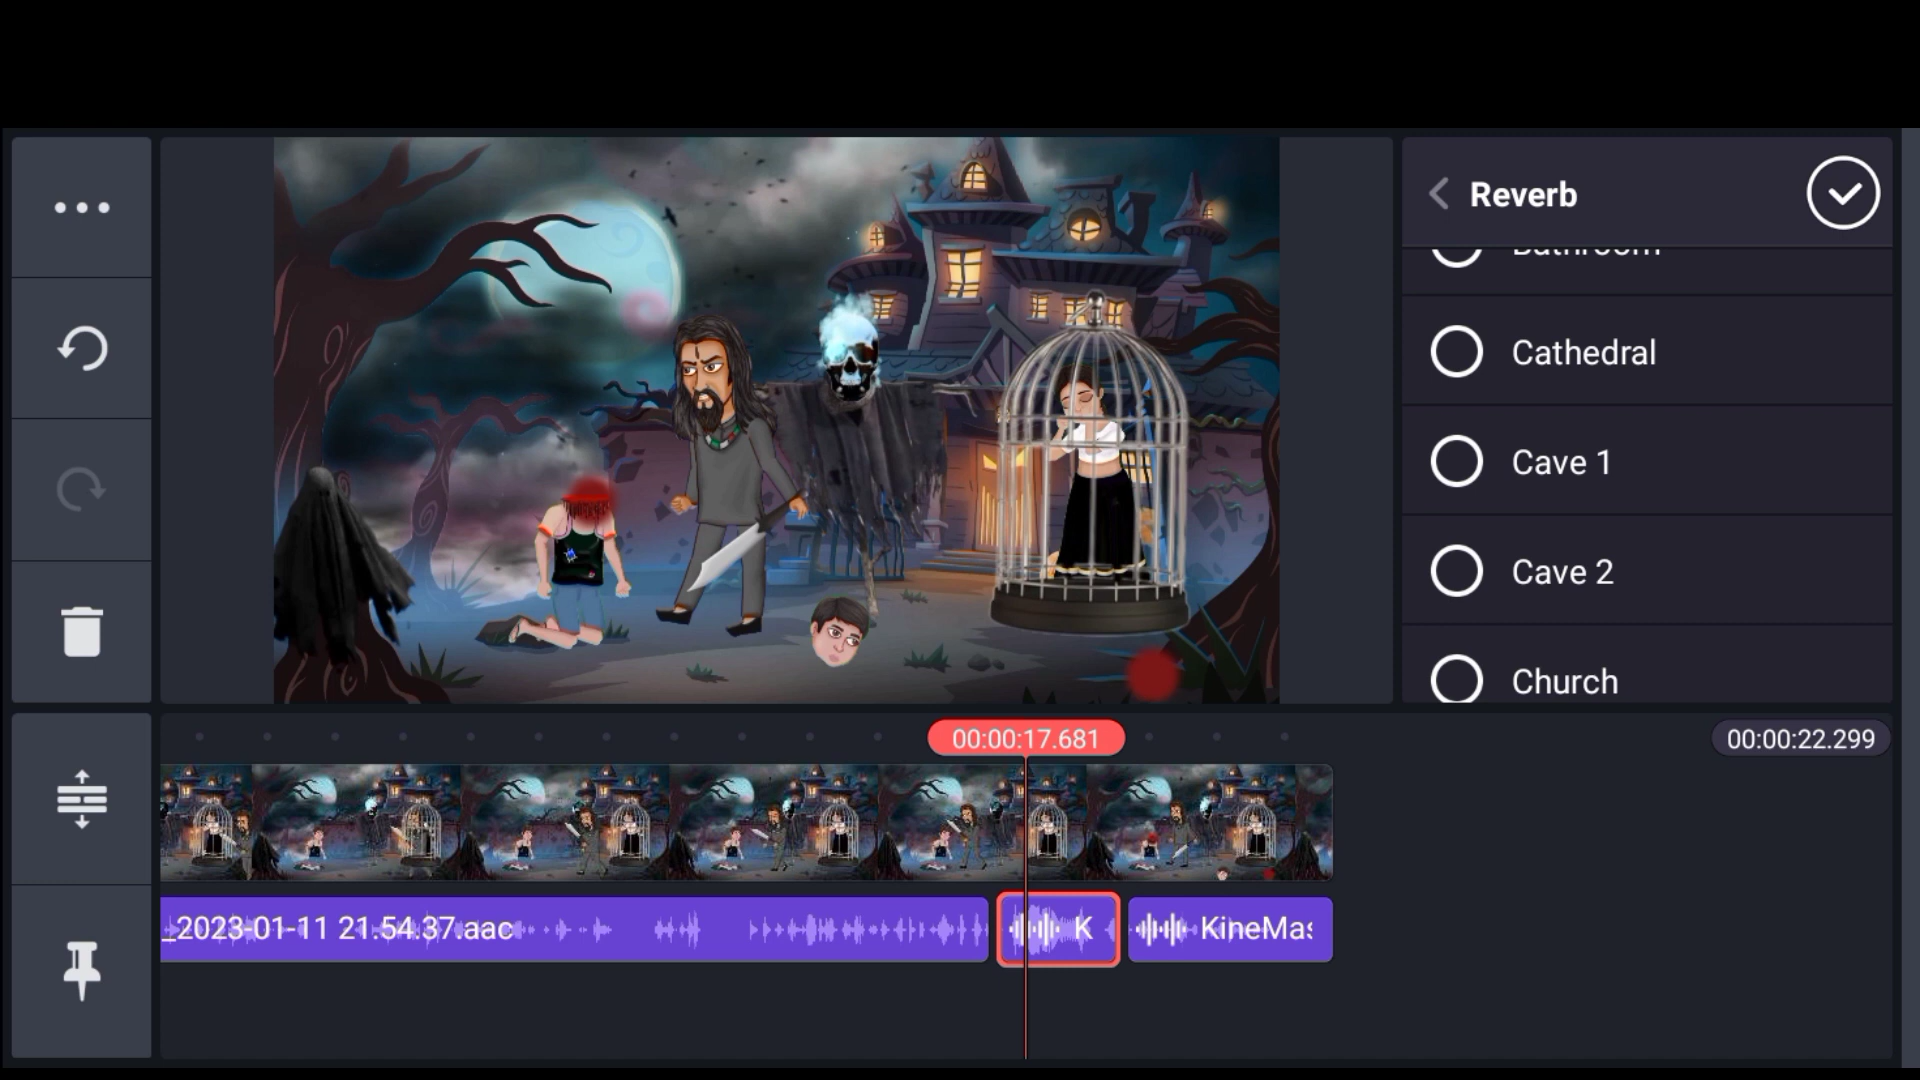 Reverb
Bathroom
Cathedral
Cave 1
Cave 2
Church
00:00:17.681
00:00:22.299
_2023-01-11 21.54.37.aac
K
KineMas